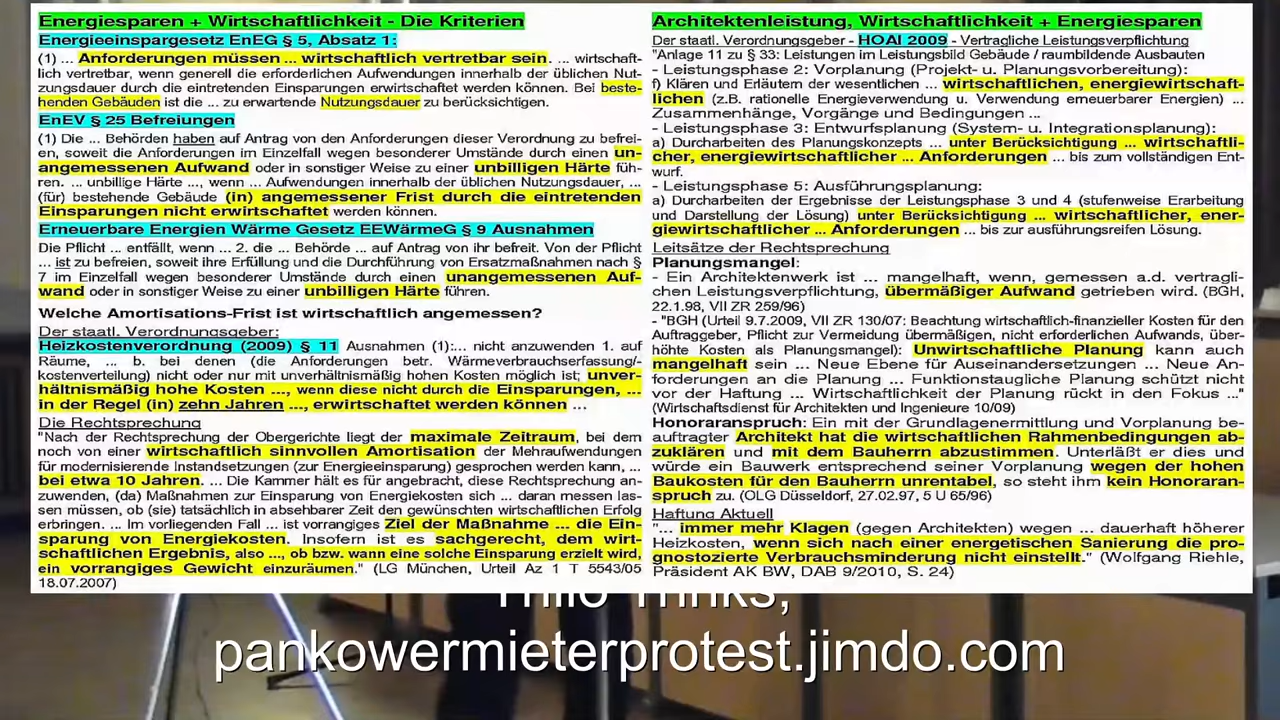 Energiesparen + Wirtschaftlichkeit - Die Kriterien
Energieeinspargesetz EnEG § 5, Absatz 1:
(1) ... Anforderungen müssen ... wirtschaftlich vertretbar sein. ... wirtschaft-
lich vertretbar, wenn generell die erforderlichen Aufwendungen innerhalb der üblichen Nut-
zungsdauer durch die eintretenden Einsparungen erwirtschaftet werden können. Bei beste-
henden Gebäuden ist die ... zu erwartende Nutzungsdauer zu berücksichtigen.
EnEV § 25 Befreiungen
(1) Die ... Behörden haben auf Antrag von den Anforderungen dieser Verordnung zu befrei-
en, soweit die Anforderungen im Einzelfall wegen besonderer Umstände durch einen un-
angemessenen Aufwand oder in sonstiger Weise zu einer unbilligen Härte füh-
ren. ... unbillige Härte ..., wenn ... Aufwendungen innerhalb der üblichen Nutzungsdauer, ...
(für) bestehende Gebäude (in) angemessener Frist durch die eintretenden
Einsparungen nicht erwirtschaftet werden können.
Erneuerbare Energien Wärme Gesetz EEWärmeG § 9 Ausnahmen
Die Pflicht ... entfällt, wenn ... 2. die ... Behörde ... auf Antrag von ihr befreit. Von der Pflicht
... ist zu befreien, soweit ihre Erfüllung und die Durchführung von Ersatzmaßnahmen nach §
7 im Einzelfall wegen besonderer Umstände durch einen unangemessenen Auf-
wand oder in sonstiger Weise zu einer unbilligen Härte führen.
Welche Amortisations-Frist ist wirtschaftlich angemessen?
Der staatl. Verordnungsgeber:
Heizkostenverordnung (2009) § 11 Ausnahmen (1):... nicht anzuwenden 1. auf
Räume, ... b. bei denen (die Anforderungen betr. Wärmeverbrauchserfassung/-
kostenverteilung) nicht oder nur mit unverhältnismäßig hohen Kosten möglich ist; unver-
hältnismäßig hohe Kosten ..., wenn diese nicht durch die Einsparungen, ...
in der Regel (in) zehn Jahren ..., erwirtschaftet werden können ...
Die Rechtsprechung
"Nach der Rechtsprechung der Obergerichte liegt der maximale Zeitraum, bei dem
noch von einer wirtschaftlich sinnvollen Amortisation der Mehraufwendungen
für modernisierende Instandsetzungen (zur Energieeinsparung) gesprochen werden kann, ...
bei etwa 10 Jahren. ... Die Kammer hält es für angebracht, diese Rechtsprechung an-
zuwenden, (da) Maßnahmen zur Einsparung von Energiekosten sich ... daran messen las-
sen müssen, ob (sie) tatsächlich in absehbarer Zeit den gewünschten wirtschaftlichen Erfolg
erbringen. ... Im vorliegenden Fall ... ist vorrangiges Ziel der Maßnahme ... die Ein-
sparung von Energiekosten. Insofern ist es sachgerecht, dem wirt-
schaftlichen Ergebnis, also ..., ob bzw. wann eine solche Einsparung erzielt wird,
ein vorrangiges Gewicht einzuräumen." (LG München, Urteil Az 1 T 5543/05
18.07.2007)
Architektenleistung, Wirtschaftlichkeit + Energiesparen
Der staatl. Verordnungsgeber - HOAI 2009 - Vertragliche Leistungsverpflichtung
"Anlage 11 zu § 33: Leistungen im Leistungsbild Gebäude / raumbildende Ausbauten
- Leistungsphase 2: Vorplanung (Projekt- u. Planungsvorbereitung):
f) Klären und Erläutern der wesentlichen ... wirtschaftlichen, energiewirtschaft-
lichen (z.B. rationelle Energieverwendung u. Verwendung erneuerbarer Energien) ...
Zusammenhänge, Vorgänge und Bedingungen ...
- Leistungsphase 3: Entwurfsplanung (System- u. Integrationsplanung):
a) Durcharbeiten des Planungskonzepts ... unter Berücksichtigung ... wirtschaftli-
cher, energiewirtschaftlicher ... Anforderungen ... bis zum vollständigen Ent-
wurf.
- Leistungsphase 5: Ausführungsplanung:
a) Durcharbeiten der Ergebnisse der Leistungsphase 3 und 4 (stufenweise Erarbeitung
und Darstellung der Lösung) unter Berücksichtigung ... wirtschaftlicher, ener-
giewirtschaftlicher ... Anforderungen ... bis zur ausführungsreifen Lösung.
Leitsätze der Rechtsprechung
Planungsmangel:
- Ein Architektenwerk ist ... mangelhaft, wenn, gemessen a.d. vertragli-
chen Leistungsverpflichtung, übermäßiger Aufwand getrieben wird. (BGH,
22.1.98, VII ZR 259/96)
- "BGH (Urteil 9.7.2009, VII ZR 130/07: Beachtung wirtschaftlich-finanzieller Kosten für den
Auftraggeber, Pflicht zur Vermeidung übermäßigen, nicht erforderlichen Aufwands, über-
höhte Kosten als Planungsmangel): Unwirtschaftliche Planung kann auch
mangelhaft sein ... Neue Ebene für Auseinandersetzungen ... Neue An-
forderungen an die Planung ... Funktionstaugliche Planung schützt nicht
vor der Haftung ... Wirtschaftlichkeit der Planung rückt in den Fokus ..."
(Wirtschaftsdienst für Architekten und Ingenieure 10/09)
Honoraranspruch: Ein mit der Grundlagenermittlung und Vorplanung be-
auftragter Architekt hat die wirtschaftlichen Rahmenbedingungen ab-
zuklären und mit dem Bauherrn abzustimmen. Unterläßt er dies und
würde ein Bauwerk entsprechend seiner Vorplanung wegen der hohen
Baukosten für den Bauherrn unrentabel, so steht ihm kein Honoraran-
spruch zu. (OLG Düsseldorf, 27.02.97, 5 U 65/96)
Haftung Aktuell
"... immer mehr Klagen (gegen Architekten) wegen ... dauerhaft höherer
Heizkosten, wenn sich nach einer energetischen Sanierung die pro-
gnostozierte Verbrauchsminderung nicht einstellt." (Wolfgang Riehle,
Präsident AK BW, DAB 9/2010, S. 24)
pankowermieterprotest.jimdo.com